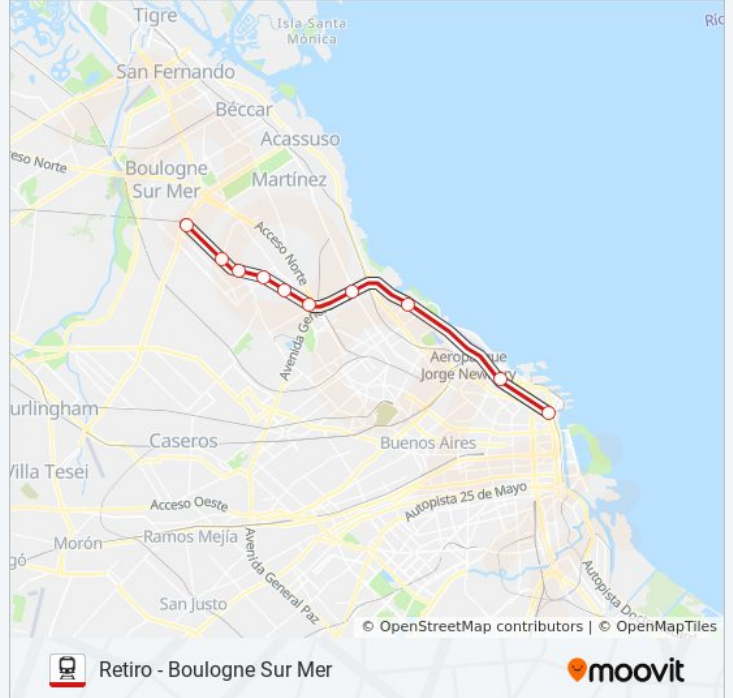 Tigre
Isla Santa
Mónica
Río
San Fernando
Béccar
Acassuso
eso Norte
Boulogne
Sur Mer
Martínez
Acceso Norte
Avenida Gene
Aeroparque
Jorge Newbery
urlingham
Caseros
Buenos Aires
Villa Tesei
Autopista 25 de Mayo
Acceso Oeste
Morón
Ramos Mejía
gó
Avenida General Paz
San Justo
© OpenStreetMap contributors | © OpenMapTiles
Retiro - Boulogne Sur Mer
moovit